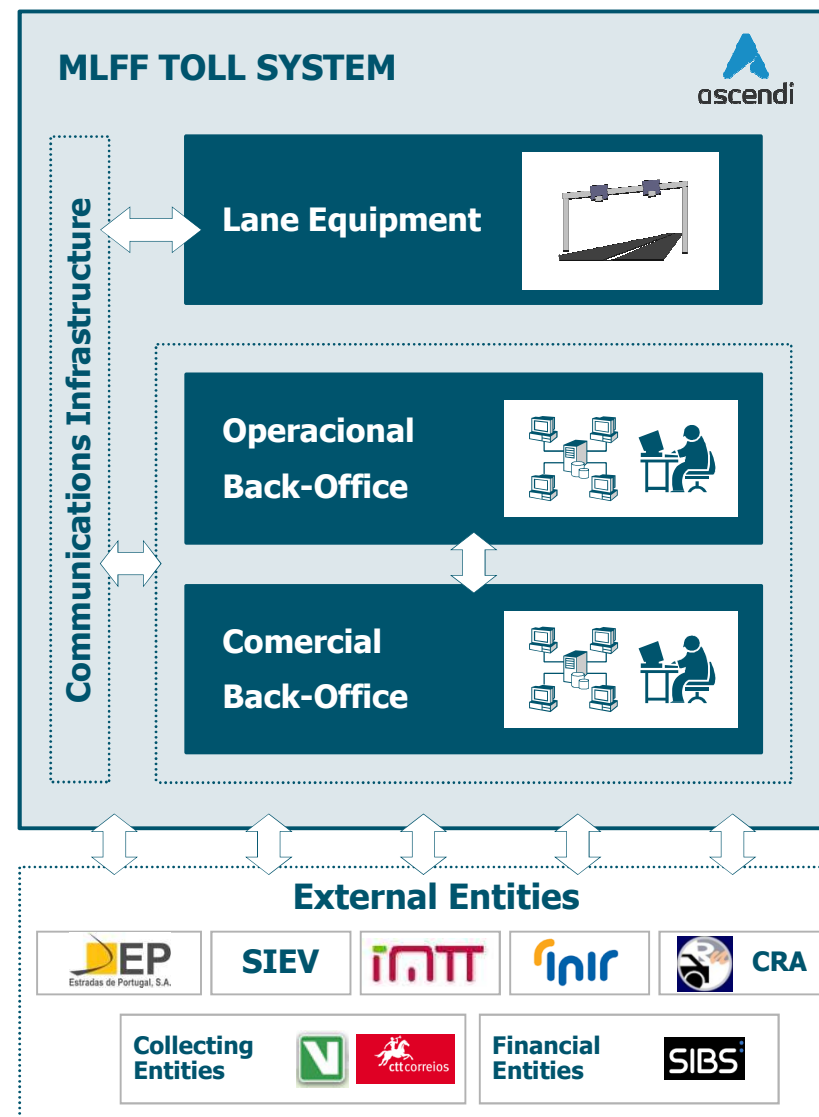 MLFF TOLL SYSTEM
ascendi
Communications Infrastructure
Lane Equipment
Operacional
Back-Office
Comercial
Back-Office
External Entities
EP
Estradas de Portugal, S.A.
SIEV
imtt
inir
CRA
Collecting
Entities
V
ctt correios
Financial
Entities
SIBS